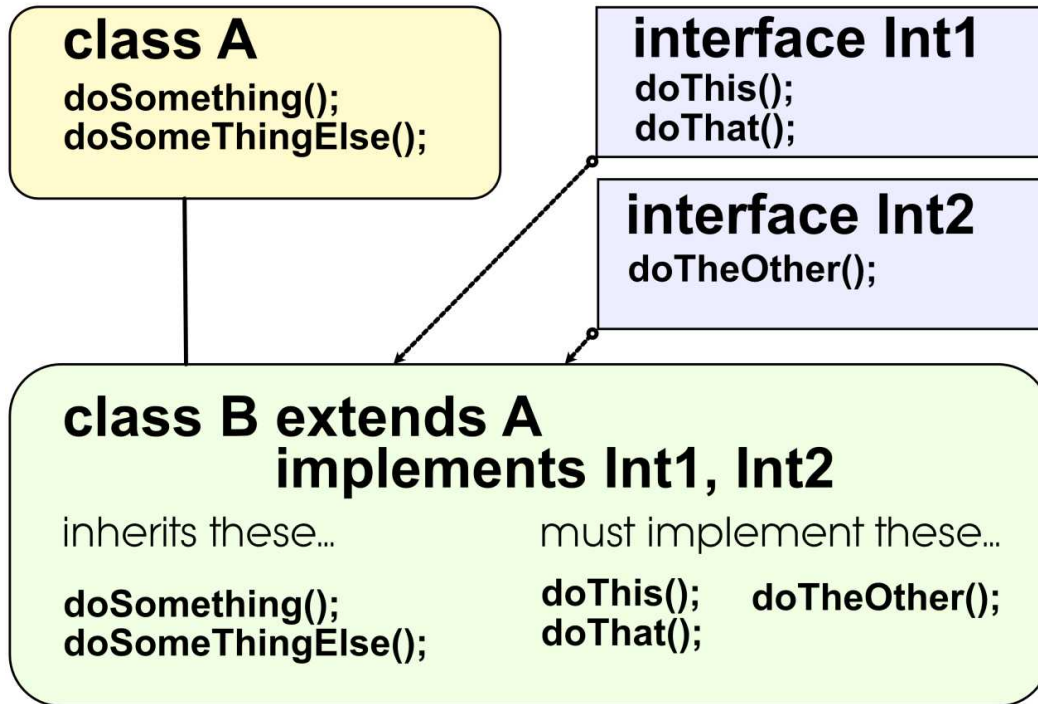 class A
doSomething();
doSomeThingElse();
interface Int1
doThis();
doThat();
interface Int2
doTheOther();
class B extends A
implements Int1, Int2
inherits these...
doSomething();
doSomeThingElse();
must implement these...
doThis();
doThat();
doTheOther();